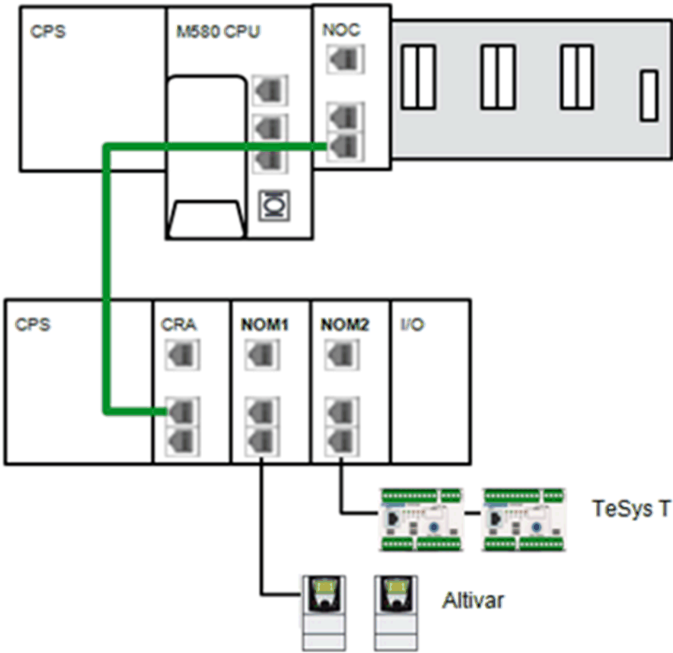 CPS
M580 CPU
NOC
CPS
CRA
NOM1
NOM2
I/O
TeSys T
Altivar